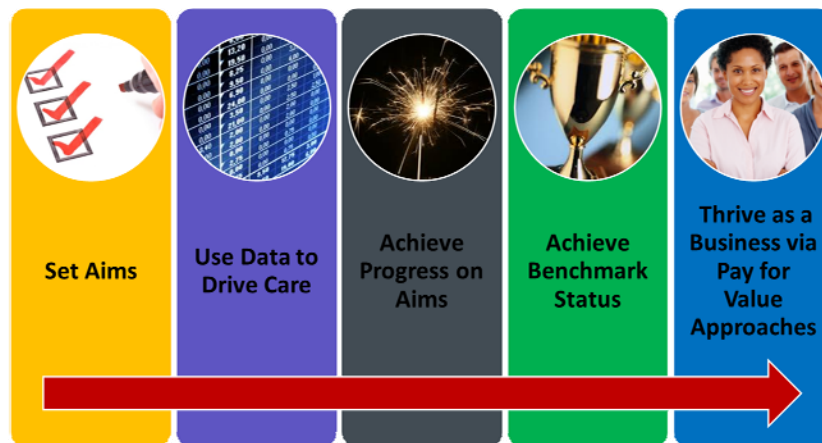 Set Aims
Use Data to
Drive Care
Achieve
Progress on
Aims
Achieve
Benchmark
Status
Thrive as a
Business via
Pay for
Value
Approaches